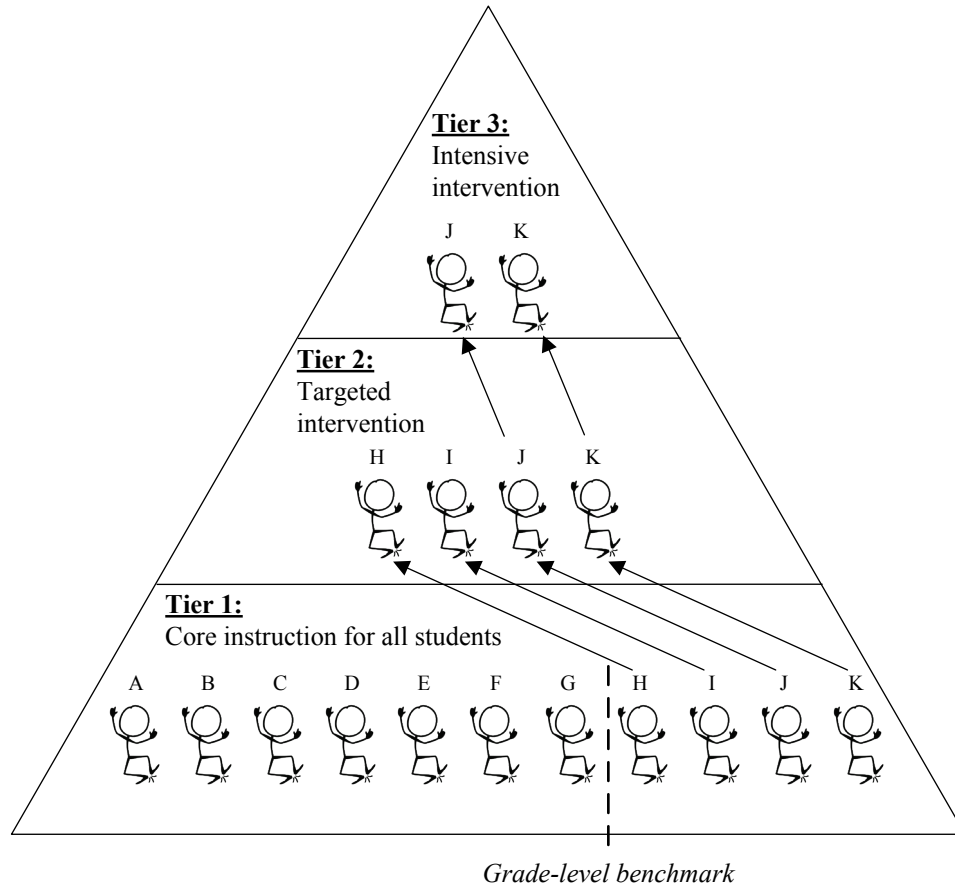 Tier 3:
Intensive
intervention
J K
Tier 2:
Targeted
intervention
H I J K
Tier 1:
Core instruction for all students
A B C D E F G H I J K
Grade-level benchmark